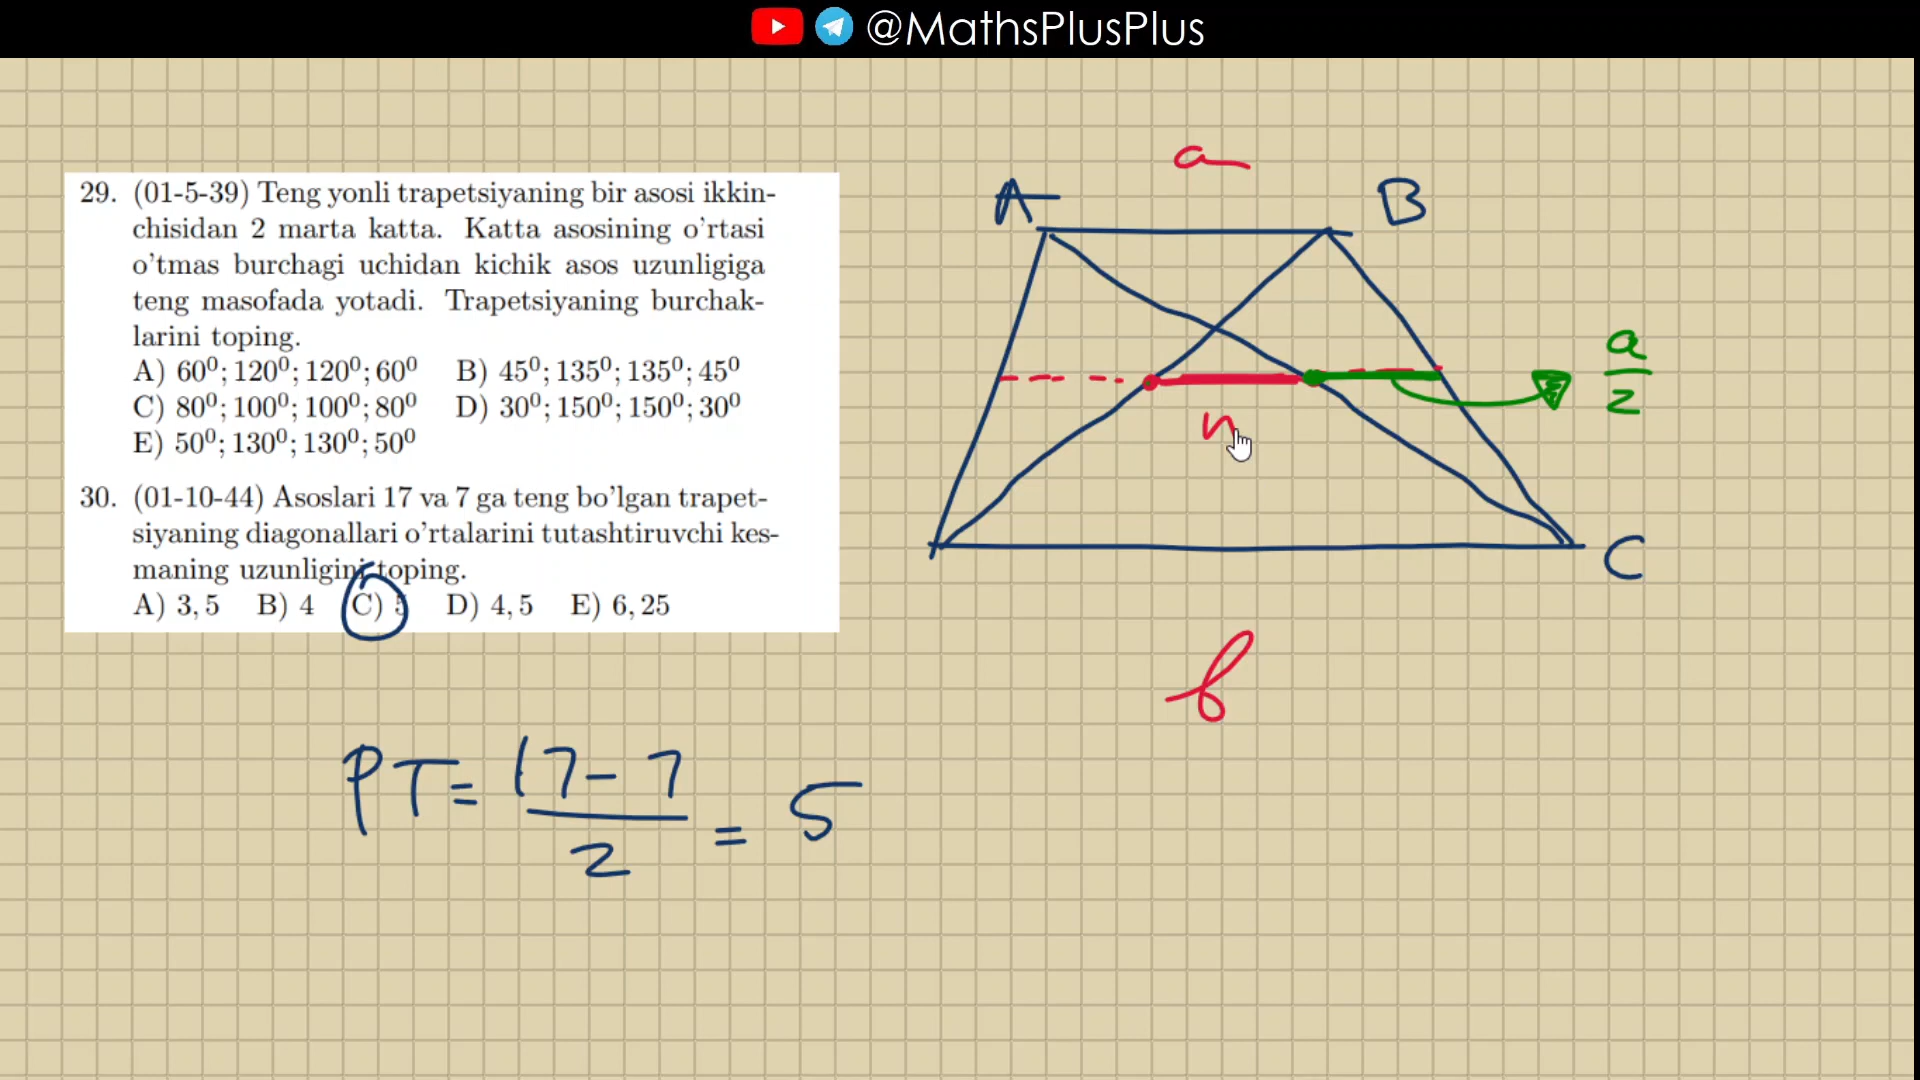 @MathsPlusPlus
29. (01-5-39) Teng yonli trapetsiyaning bir asosi ikkin-
chisidan 2 marta katta. Katta asosining o'rtasi
o'tmas burchagi uchidan kichik asos uzunligiga
teng masofada yotadi. Trapetsiyaning burchak-
larini toping.
A) 60⁰; 120⁰; 120⁰; 60⁰ B) 45⁰; 135⁰; 135⁰; 45⁰
C) 80⁰; 100⁰; 100⁰; 80⁰ D) 30⁰; 150⁰; 150⁰; 30⁰
E) 50⁰; 130⁰; 130⁰; 50⁰
30. (01-10-44) Asoslari 17 va 7 ga teng bo'lgan trapet-
siyaning diagonallari o'rtalarini tutashtiruvchi kes-
maning uzunligini toping.
A) 3,5 B) 4 C) 5 D) 4,5 E) 6,25
PT = 17-7 / 2 = 5
a
A B
a/2
n
C
b